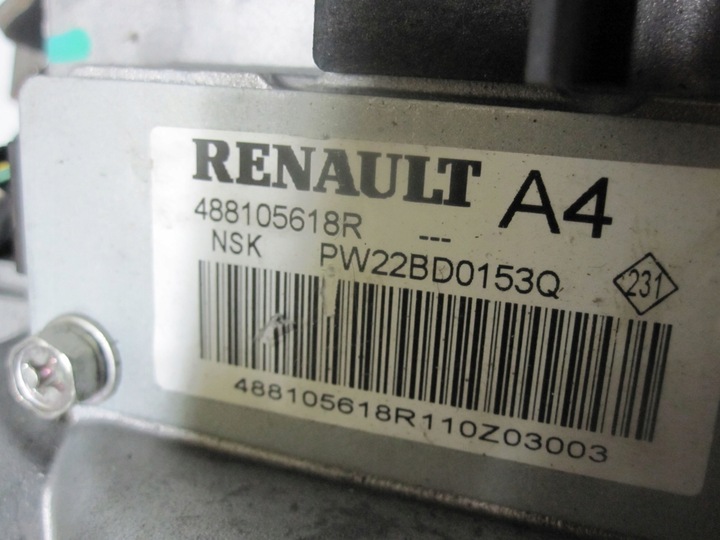 RENAULT A4
488105618R ---
NSK PW22BD0153Q
231
488105618R110Z03003